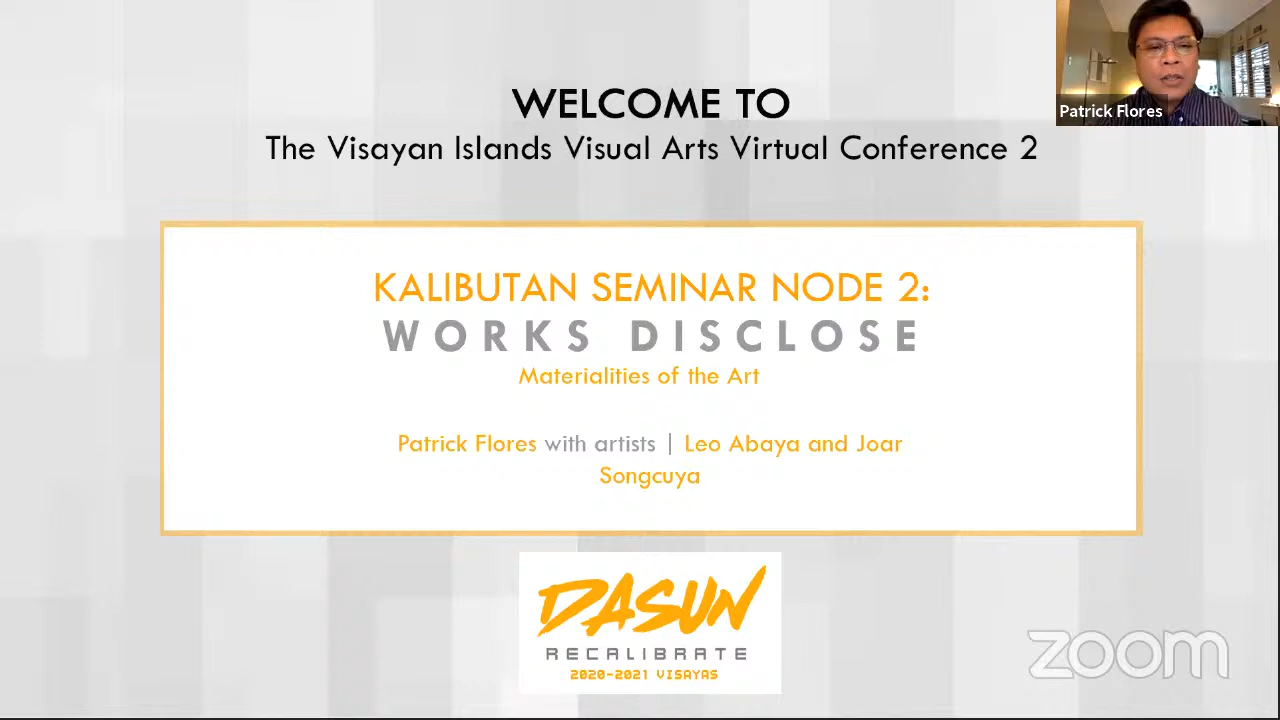 WELCOME TO
The Visayan Islands Visual Arts Virtual Conference 2
Patrick Flores
KALIBUTAN SEMINAR NODE 2:
WORKS DISCLOSE
Materialities of the Art
Patrick Flores with artists | Leo Abaya and Joar
Songcuya
DASUN
RECALIBRATE
2020-2021 VISAYAS
zoom